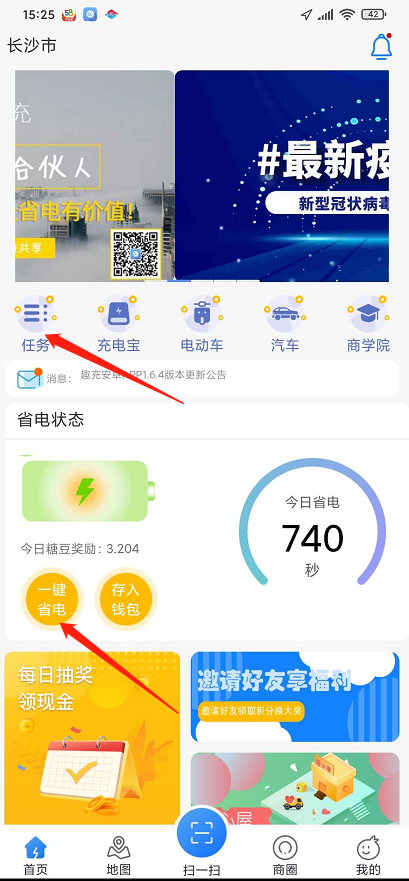 15:25
58
42
长沙市
充
合伙人
省电有价值!
共享
#最新疫
新型冠状病毒
任务
充电宝
电动车
汽车
商学院
消息:
趣充安卓APP1.6.4版本更新公告
省电状态
今日糖豆奖励:3.204
一键
省电
存入
钱包
今日省电
740
秒
每日抽奖
领现金
邀请好友享福利
邀请好友领取积分换大奖
心屋
首页
地图
扫一扫
商圈
我的